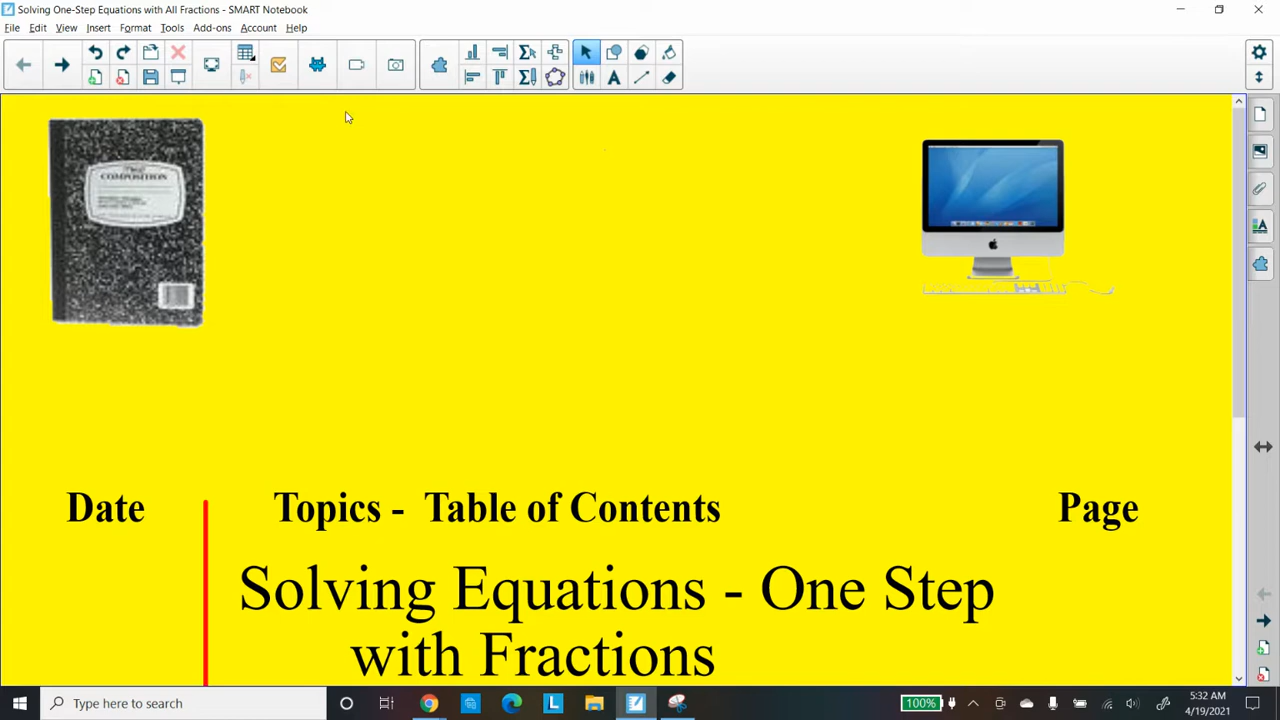 Solving One-Step Equations with All Fractions - SMART Notebook
File Edit View Insert Format Tools Add-ons Account Help
COMPOSITION
Date Topics - Table of Contents Page
Solving Equations - One Step
with Fractions
Type here to search
100%
5:32 AM
4/19/2021